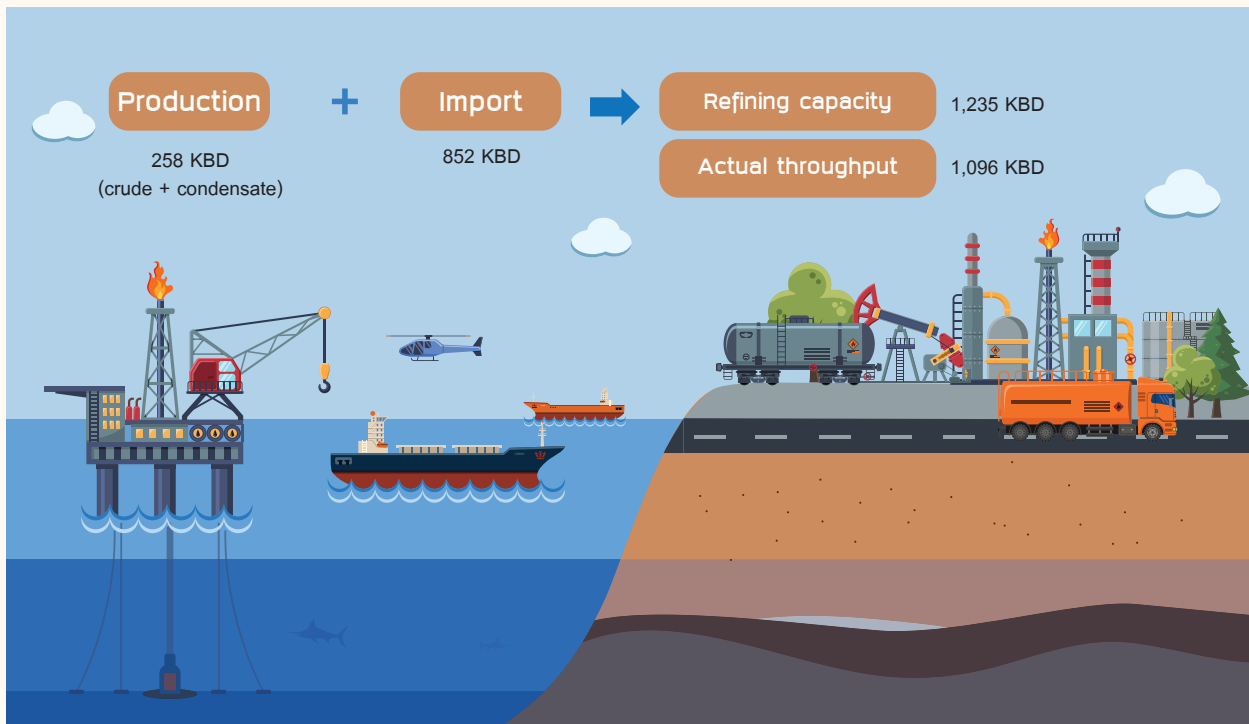 Production
+
Import
Refining capacity
1,235 KBD
258 KBD
(crude + condensate)
852 KBD
Actual throughput
1,096 KBD